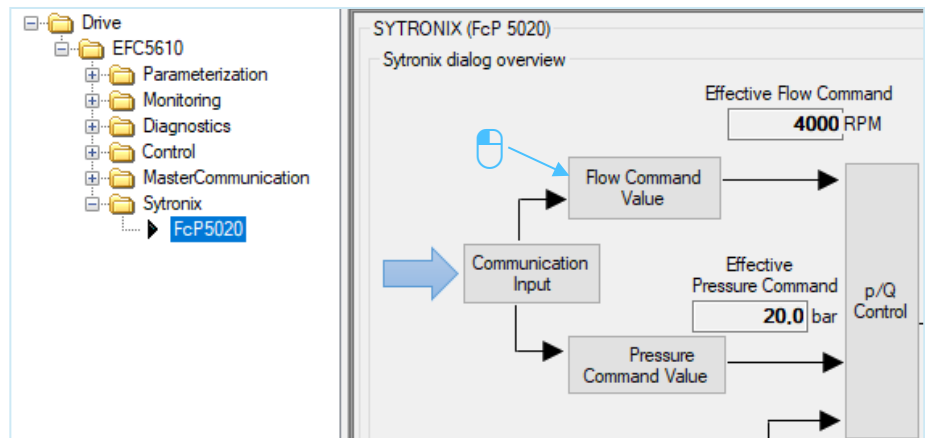 Drive
EFC5610
Parameterization
Monitoring
Diagnostics
Control
MasterCommunication
Sytronix
FcP5020
SYTRONIX (FcP 5020)
Sytronix dialog overview
Effective Flow Command
4000 RPM
Flow Command
Value
Communication
Input
Effective
Pressure Command
20,0 bar
p/Q
Control
Pressure
Command Value